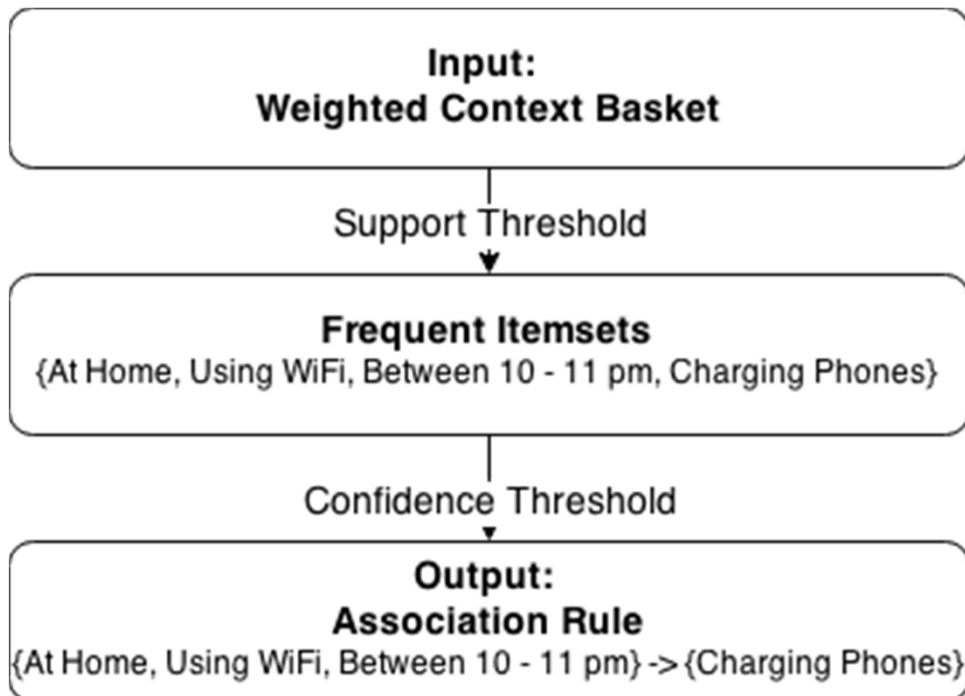 Input:
Weighted Context Basket
Support Threshold
Frequent Itemsets
{At Home, Using WiFi, Between 10 - 11 pm, Charging Phones}
Confidence Threshold
Output:
Association Rule
{At Home, Using WiFi, Between 10 - 11 pm} -> {Charging Phones}